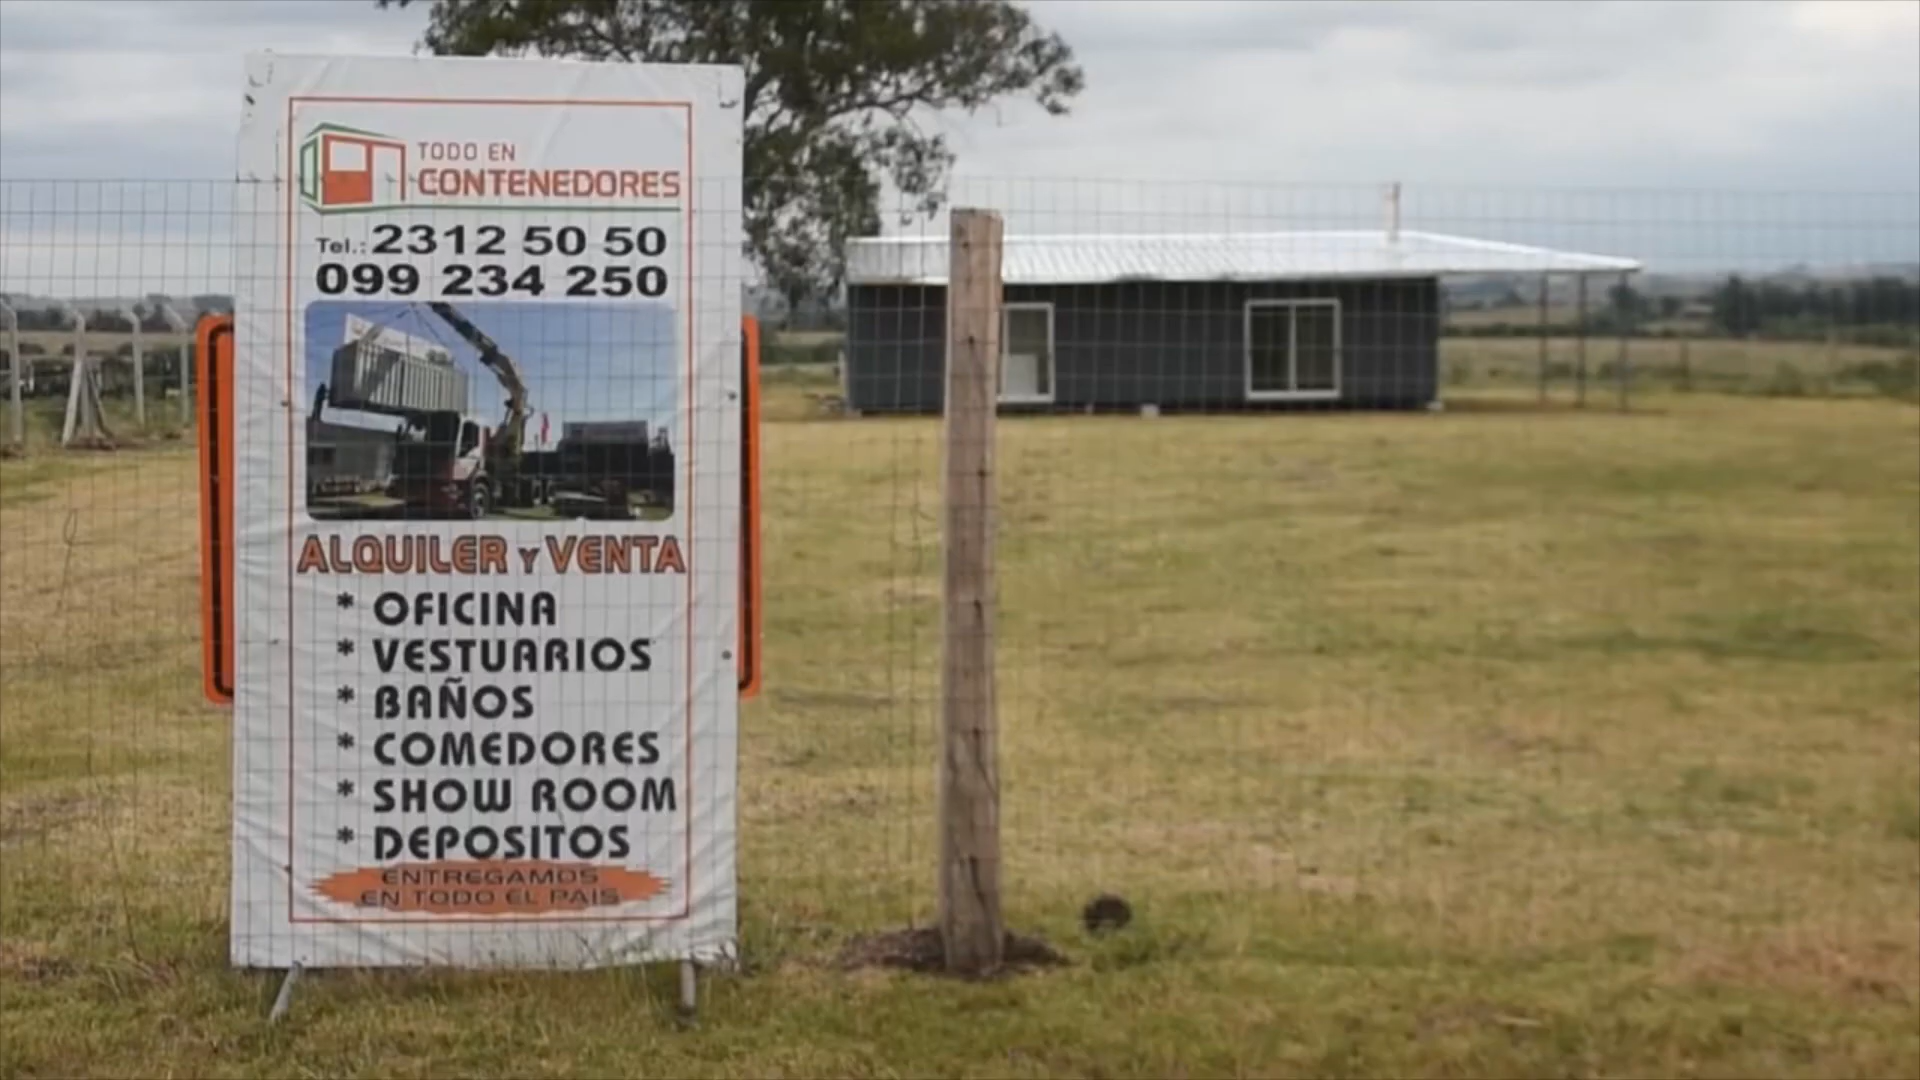 TODO EN
CONTENEDORES
Tel.: 2312 50 50
099 234 250
ALQUILER Y VENTA
* OFICINA
* VESTUARIOS
* BAÑOS
* COMEDORES
* SHOW ROOM
* DEPOSITOS
ENTREGAMOS
EN TODO EL PAIS